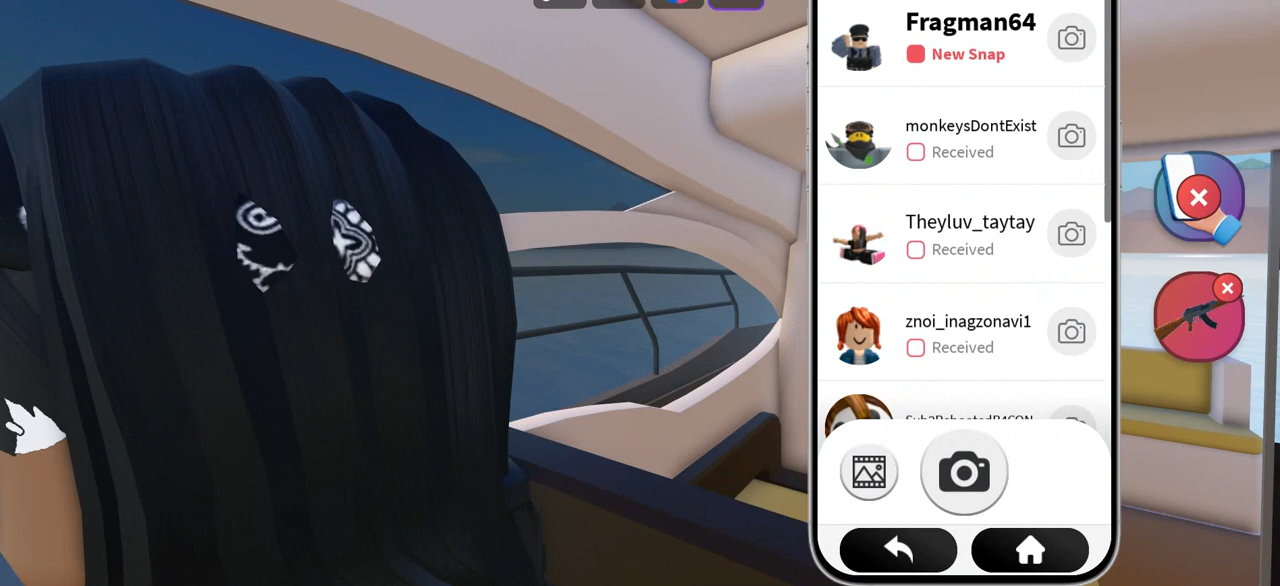 Fragman64
New Snap
monkeysDontExist
Received
Theyluv_taytay
Received
znoi_inagzonavi1
Received